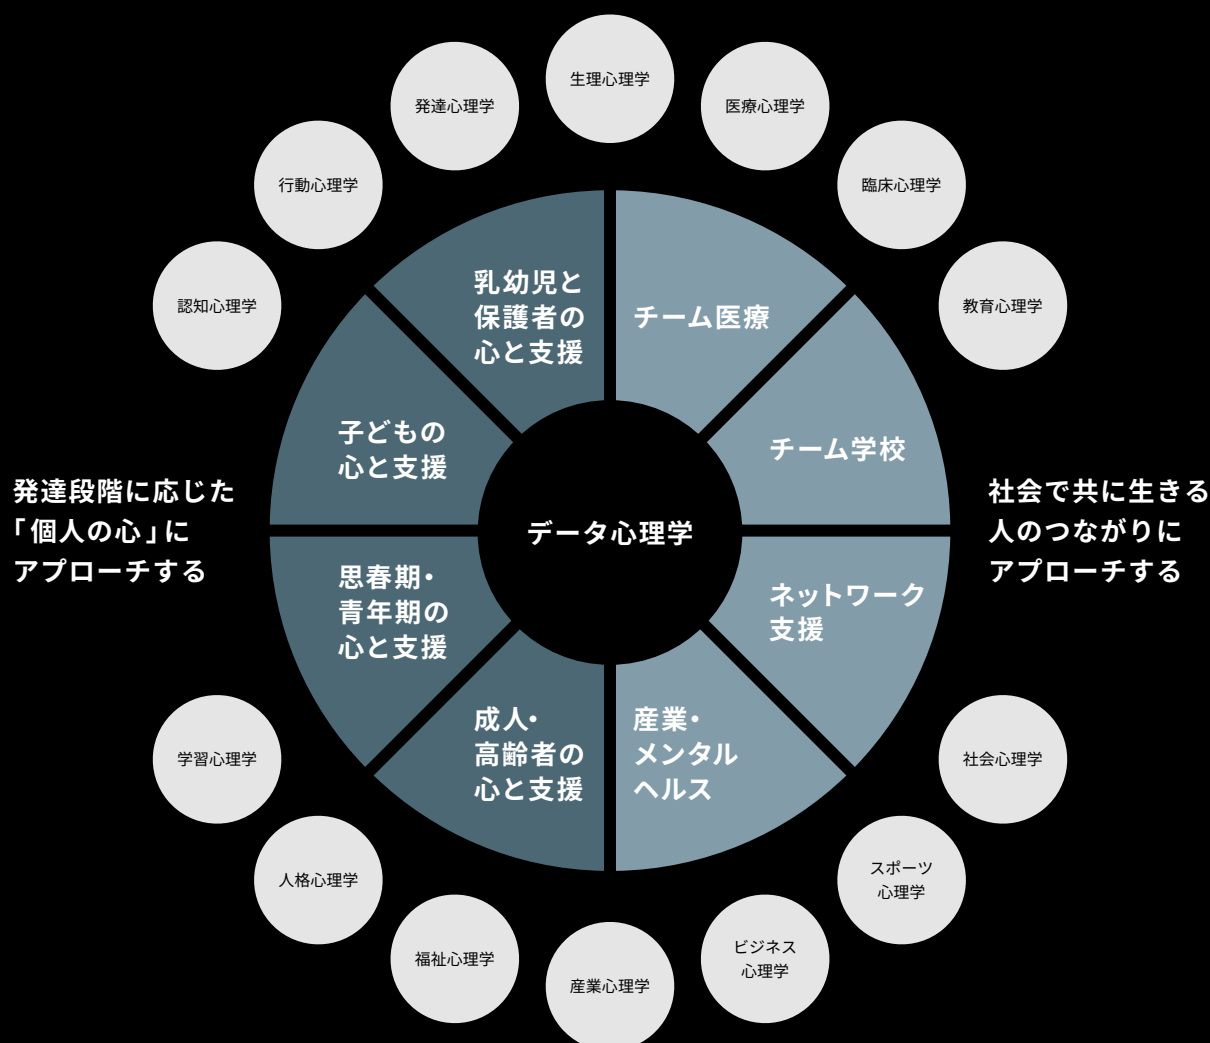 生理心理学
発達心理学
医療心理学
行動心理学
臨床心理学
認知心理学
教育心理学
乳幼児と
保護者の
心と支援
チーム医療
子どもの
心と支援
チーム学校
発達段階に応じた
「個人の心」に
アプローチする
データ心理学
社会で共に生きる
人のつながりに
アプローチする
思春期・
青年期の
心と支援
ネットワーク
支援
成人・
高齢者の
心と支援
産業・
メンタル
ヘルス
学習心理学
社会心理学
人格心理学
スポーツ
心理学
福祉心理学
ビジネス
心理学
産業心理学